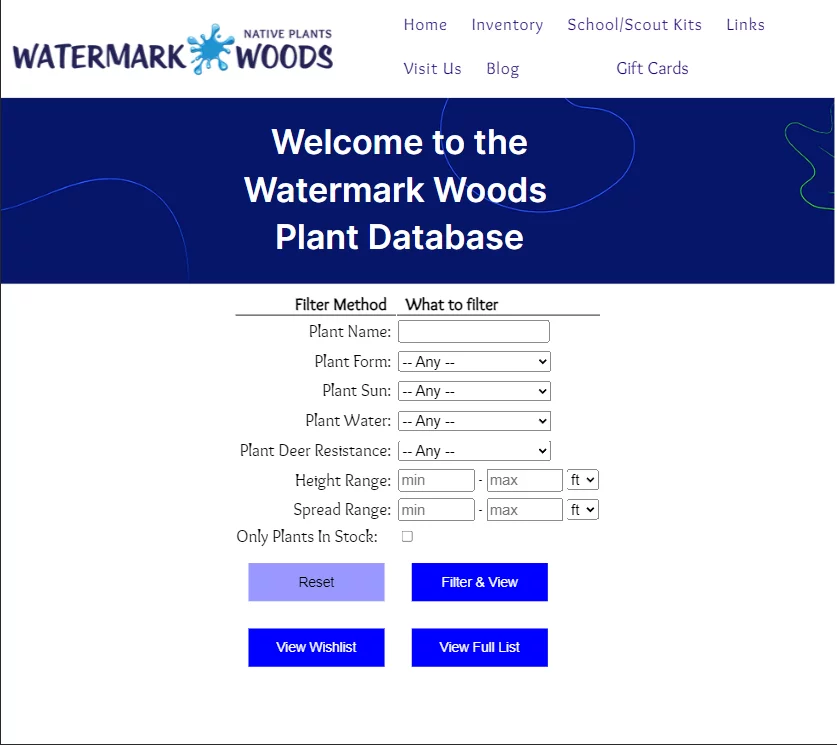 NATIVE PLANTS
WATERMARK WOODS
Home Inventory School/Scout Kits Links
Visit Us Blog Gift Cards
Welcome to the
Watermark Woods
Plant Database
Filter Method What to filter
Plant Name:
Plant Form: -- Any --
Plant Sun: -- Any --
Plant Water: -- Any --
Plant Deer Resistance: -- Any --
Height Range: min - max ft
Spread Range: min - max ft
Only Plants In Stock:
Reset Filter & View
View Wishlist View Full List